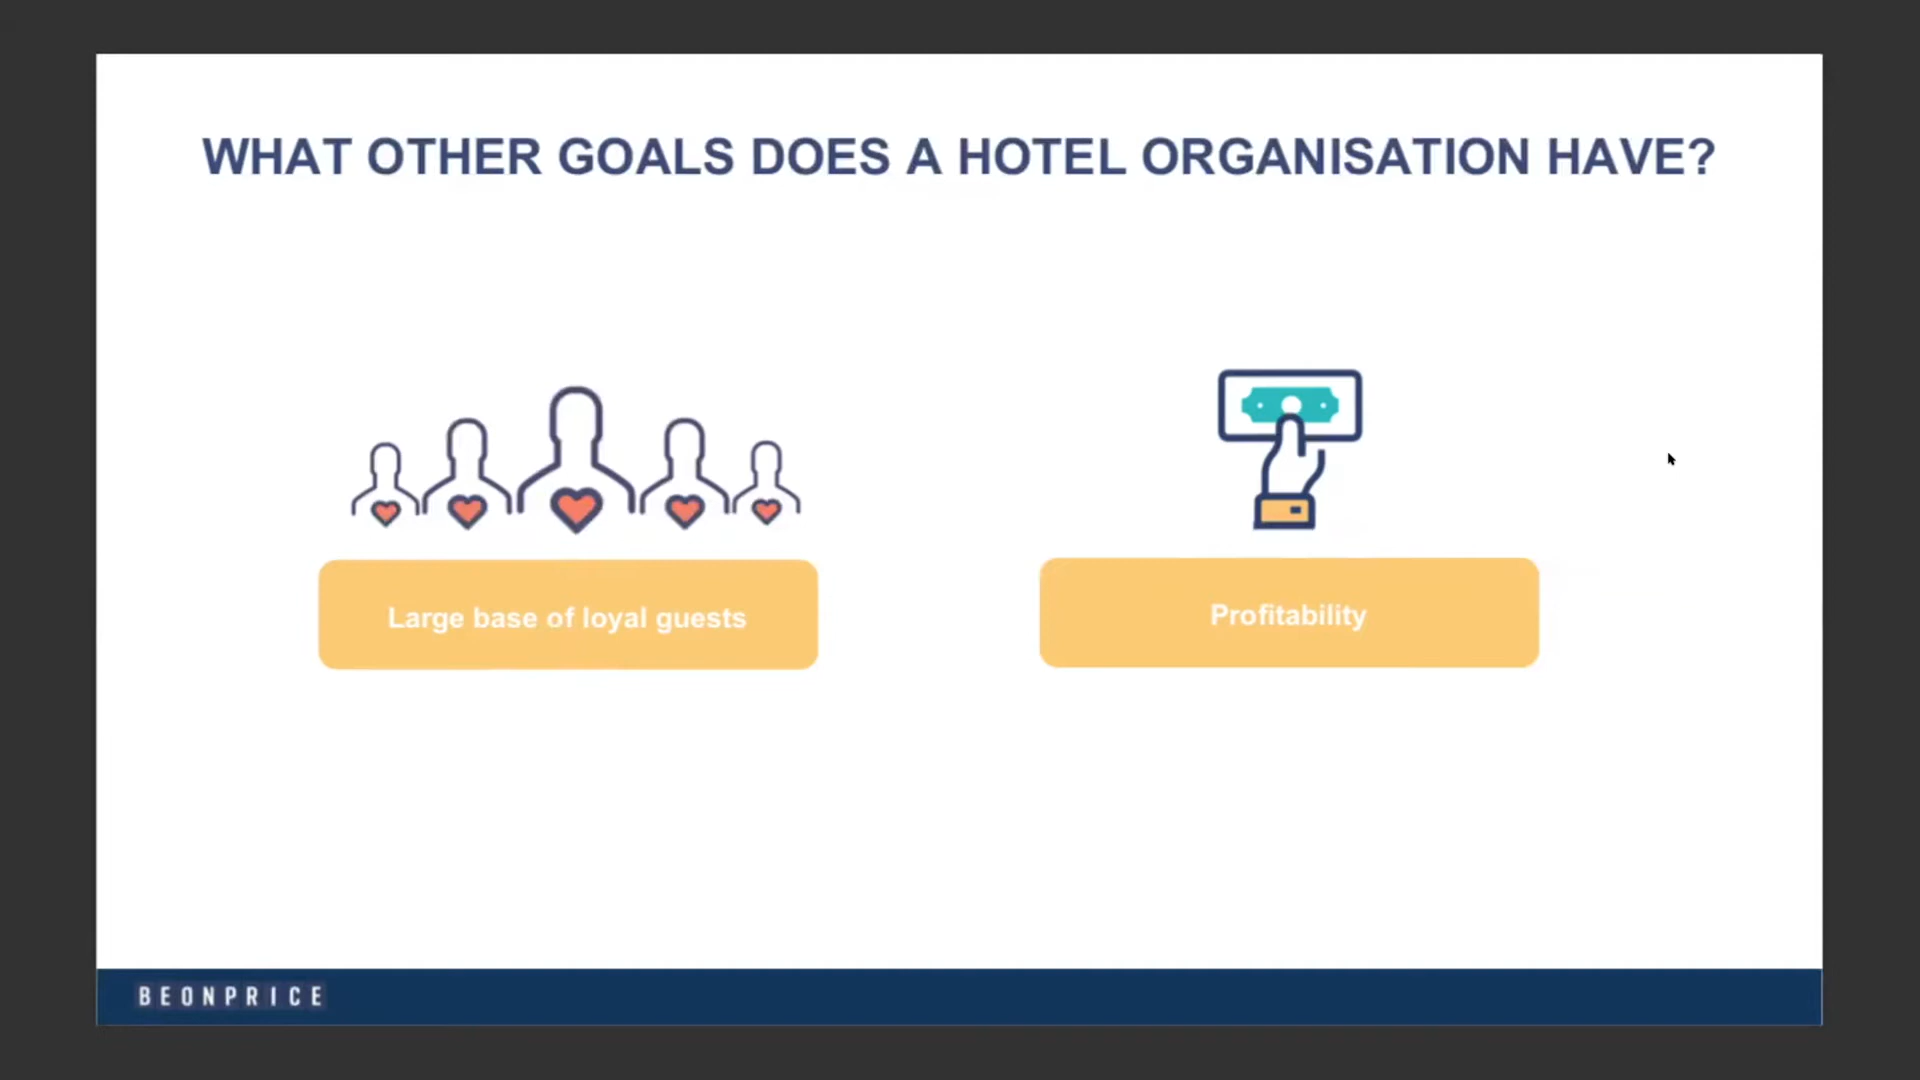 WHAT OTHER GOALS DOES A HOTEL ORGANISATION HAVE?
Large base of loyal guests
Profitability
BEONPRICE